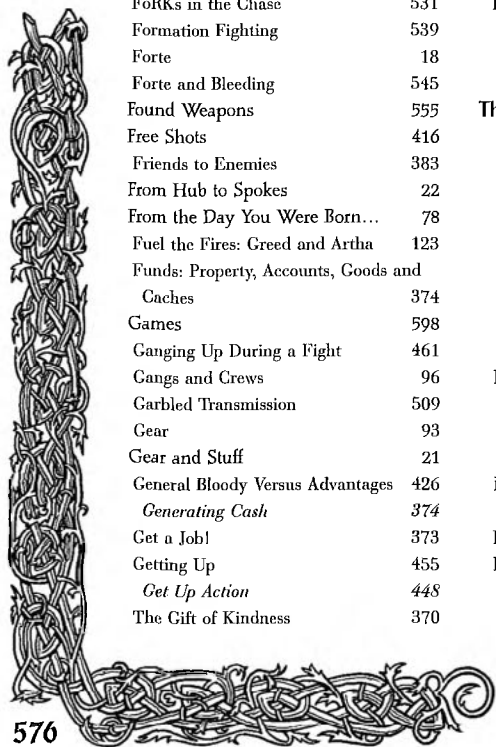 FoRKs in the Chase 531
Formation Fighting 539
Forte 18
Forte and Bleeding 545
Found Weapons 555
Free Shots 416
Friends to Enemies 383
From Hub to Spokes 22
From the Day You Were Born... 78
Fuel the Fires: Greed and Artha 123
Funds: Property, Accounts, Goods and
Caches 374
Games 598
Ganging Up During a Fight 461
Gangs and Crews 96
Garbled Transmission 509
Gear 93
Gear and Stuff 21
General Bloody Versus Advantages 426
Generating Cash 374
Get a Job! 373
Getting Up 455
Get Up Action 448
The Gift of Kindness 370
576